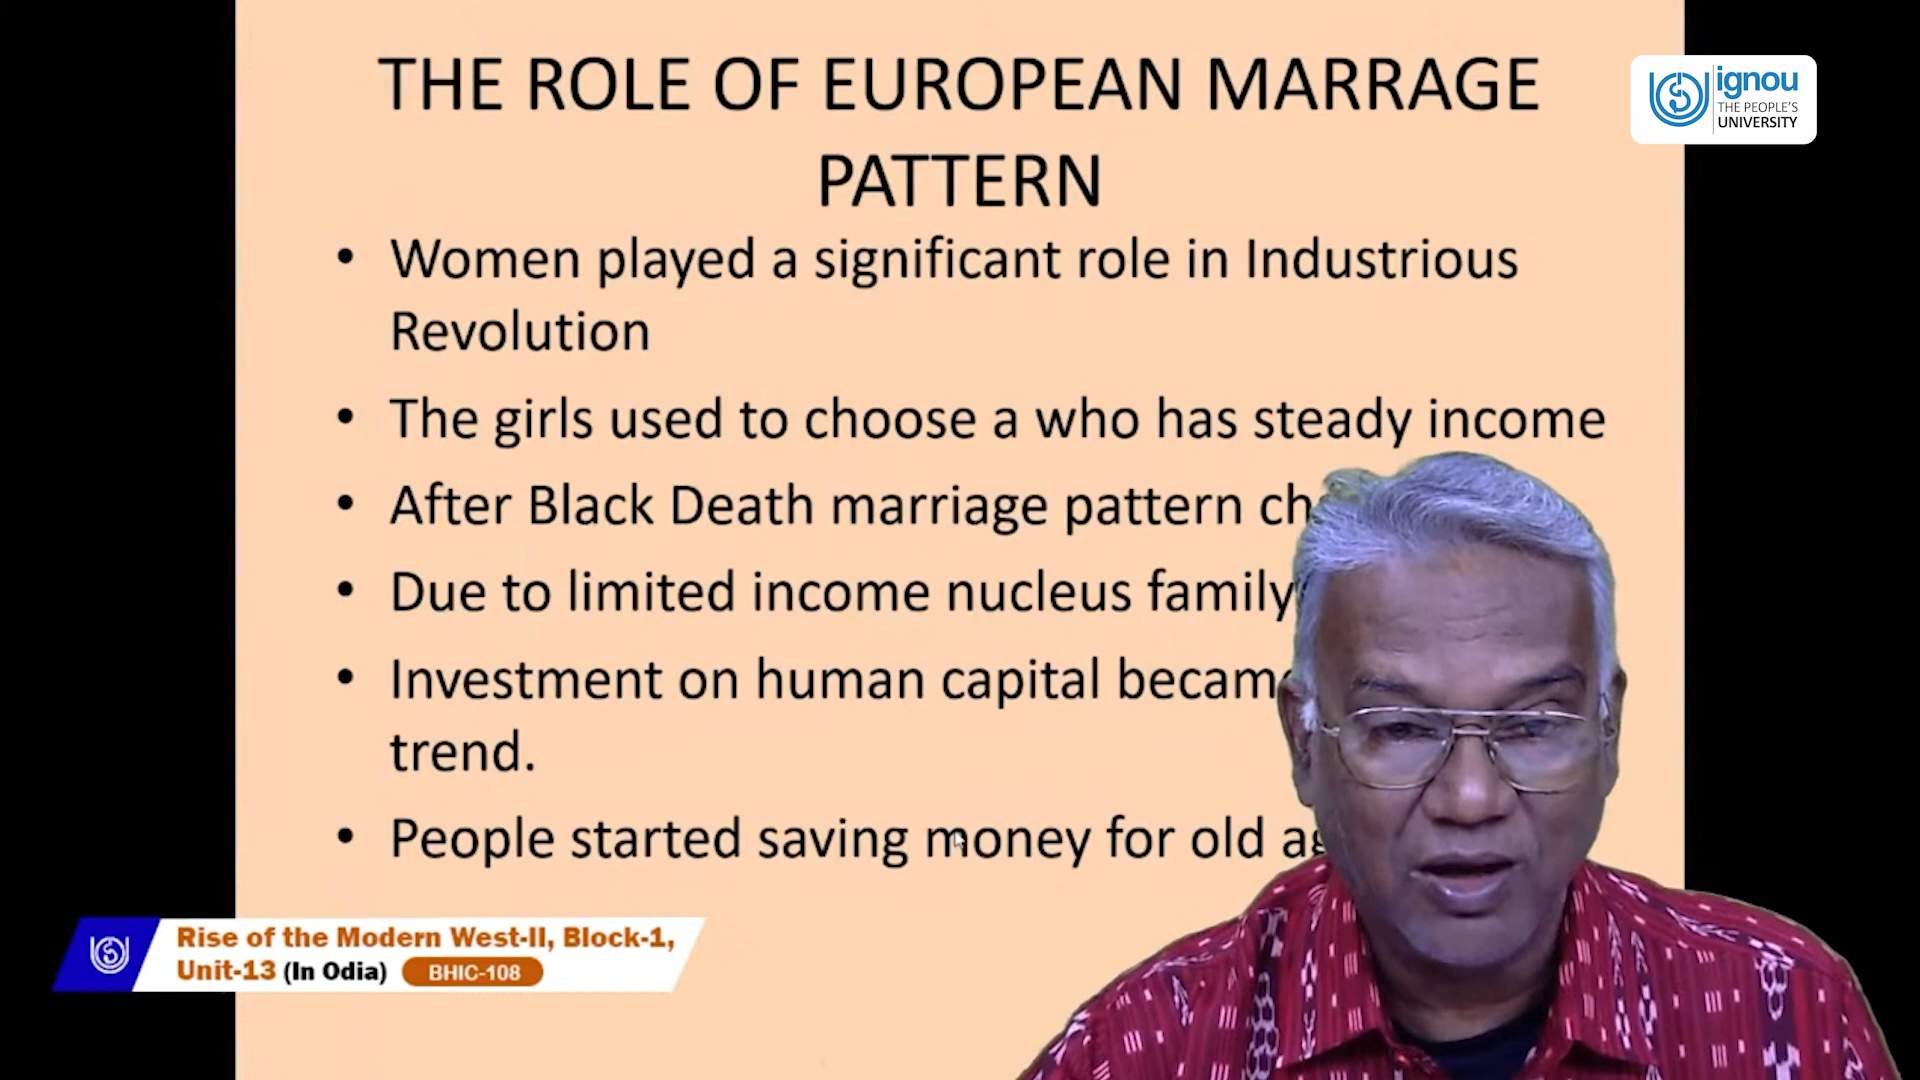 THE ROLE OF EUROPEAN MARRAGE
PATTERN
ignou
THE PEOPLE'S
UNIVERSITY
• Women played a significant role in Industrious
Revolution
• The girls used to choose a who has steady income
• After Black Death marriage pattern
• Due to limited income nucleus family
• Investment on human capital
trend.
• People started saving money for old
Rise of the Modern West-II, Block-1,
Unit-13 (In Odia) BHIC-108